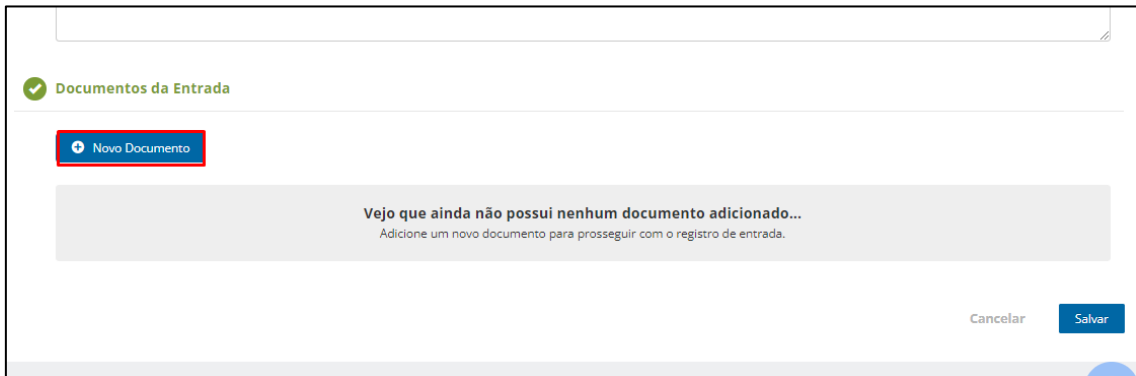 Documentos da Entrada
Novo Documento
Vejo que ainda não possui nenhum documento adicionado...
Adicione um novo documento para prosseguir com o registro de entrada.
Cancelar Salvar